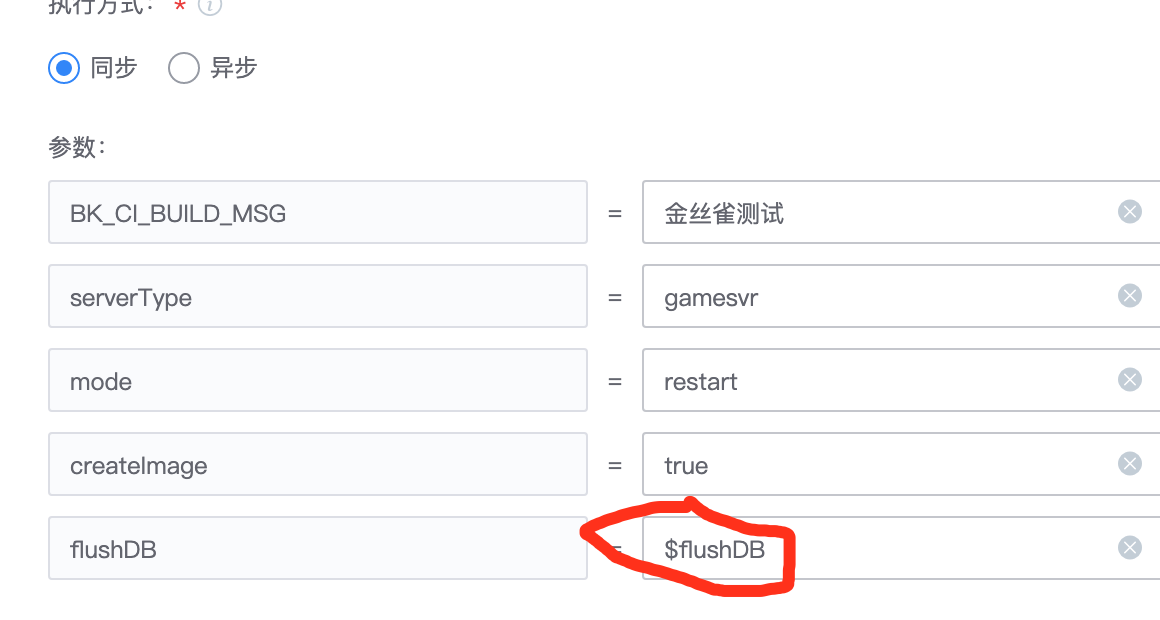 执行方式： *
同步 异步
参数：
BK_CI_BUILD_MSG = 金丝雀测试
serverType = gamesvr
mode = restart
createImage = true
flushDB = $flushDB